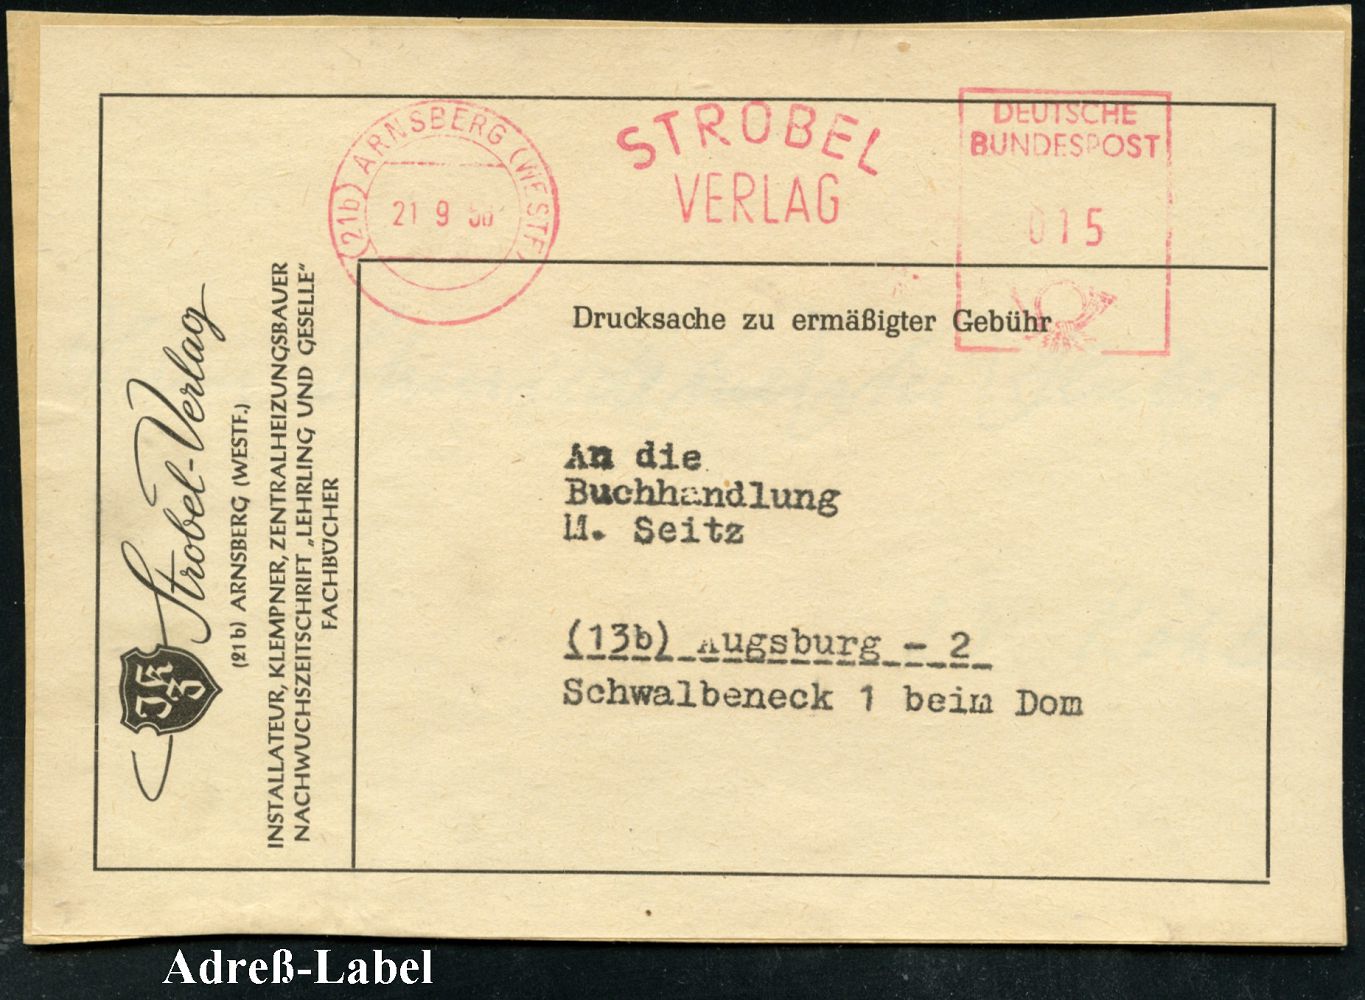 (21b) ARNSBERG (WESTF)
21 9
STROBEL
VERLAG
DEUTSCHE
BUNDESPOST
015
Drucksache zu ermäßigter Gebühr
An die
Buchhandlung
M. Seitz
(13b) Augsburg - 2
Schwalbeneck 1 beim Dom
Strobel-Verlag
(21b) ARNSBERG (WESTF.)
INSTALLATEUR, KLEMPNER, ZENTRALHEIZUNGSBAUER
NACHWUCHSZEITSCHRIFT „LEHRLING UND GESELLE“
FACHBÜCHER
JKZ
Adreß-Label